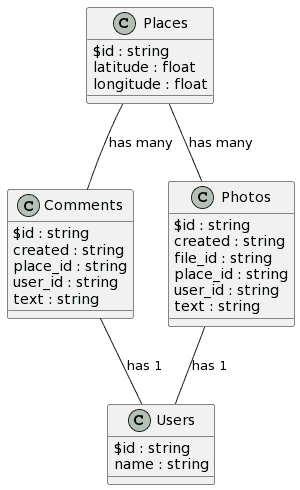 C Places
$id : string
latitude : float
longitude : float
has many
has many
C Comments
$id : string
created : string
place_id : string
user_id : string
text : string
C Photos
$id : string
created : string
file_id : string
place_id : string
user_id : string
text : string
has 1
has 1
C Users
$id : string
name : string